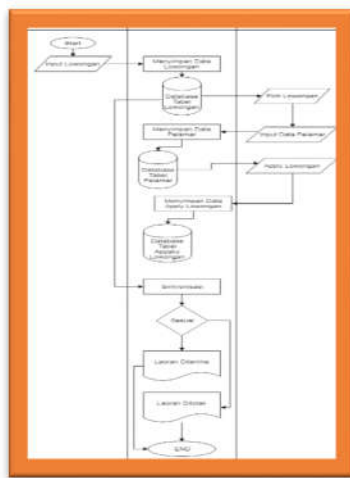 Start
Input Lowongan
Menyimpan Data
Lowongan
Database
Tabel
Lowongan
Pilih Lowongan
Menyimpan Data
Pelamar
Input Data Pelamar
Database
Tabel
Pelamar
Apply Lowongan
Menyimpan Data
Apply Lowongan
Database
Tabel
Lowongan
Sinkronisasi
Sesuai
Laporan Diterima
Laporan Ditolak
END